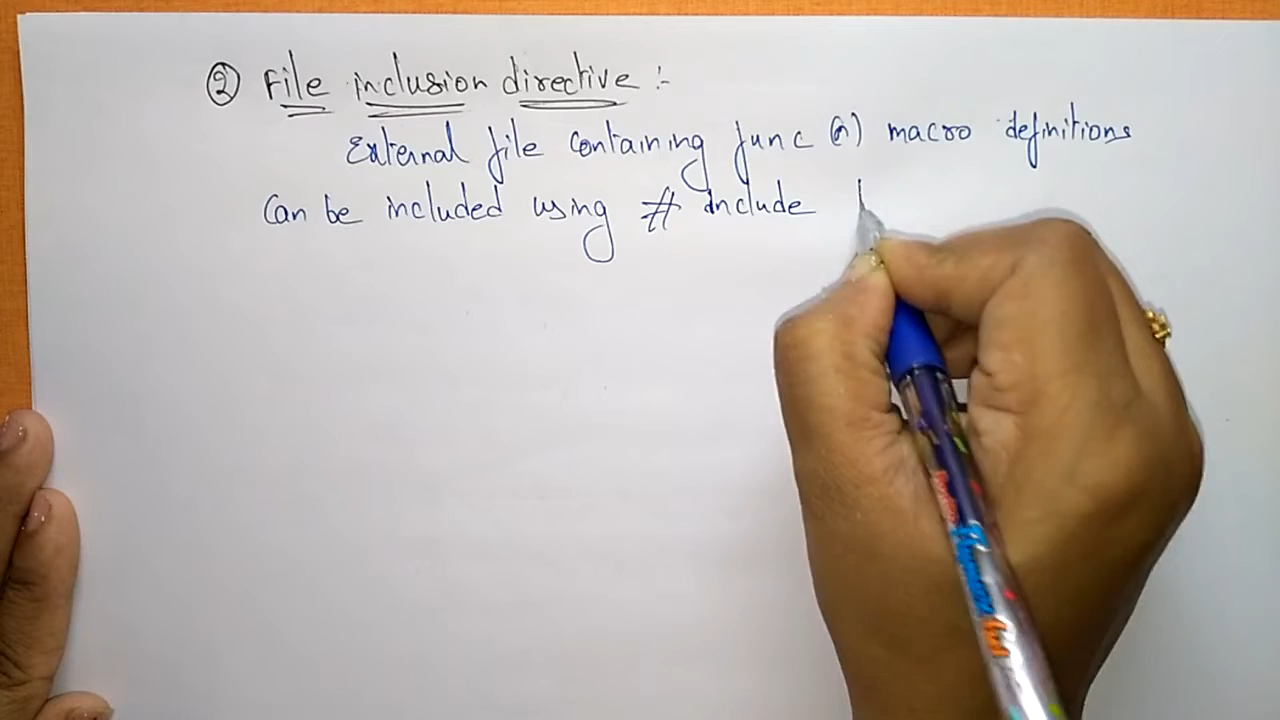 ② File inclusion directive :-
External file containing func (or) macro definitions
can be included using # include